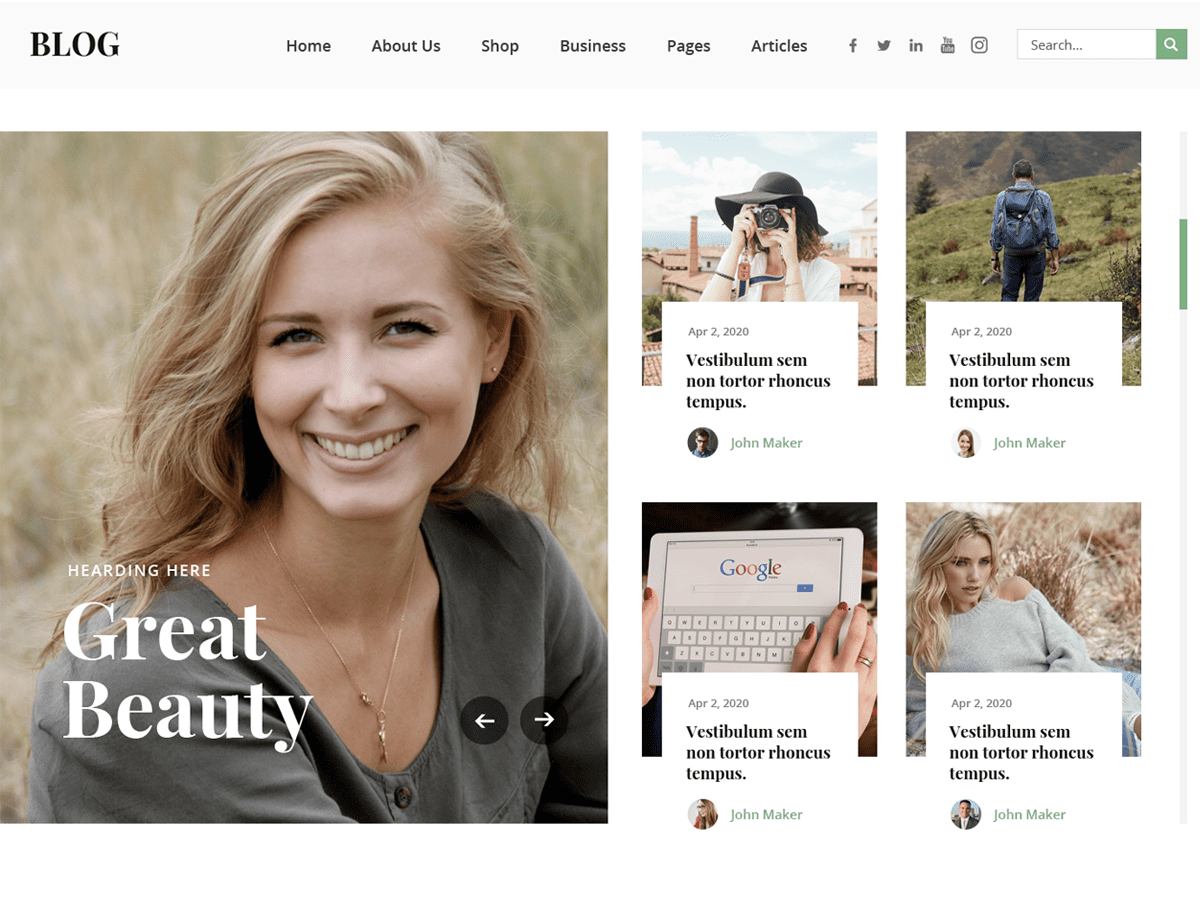 BLOG
Home About Us Shop Business Pages Articles
Search...
HEARDING HERE
Great
Beauty
Apr 2, 2020
Vestibulum sem
non tortor rhoncus
tempus.
John Maker
Apr 2, 2020
Vestibulum sem
non tortor rhoncus
tempus.
John Maker
Google
Apr 2, 2020
Vestibulum sem
non tortor rhoncus
tempus.
John Maker
Apr 2, 2020
Vestibulum sem
non tortor rhoncus
tempus.
John Maker